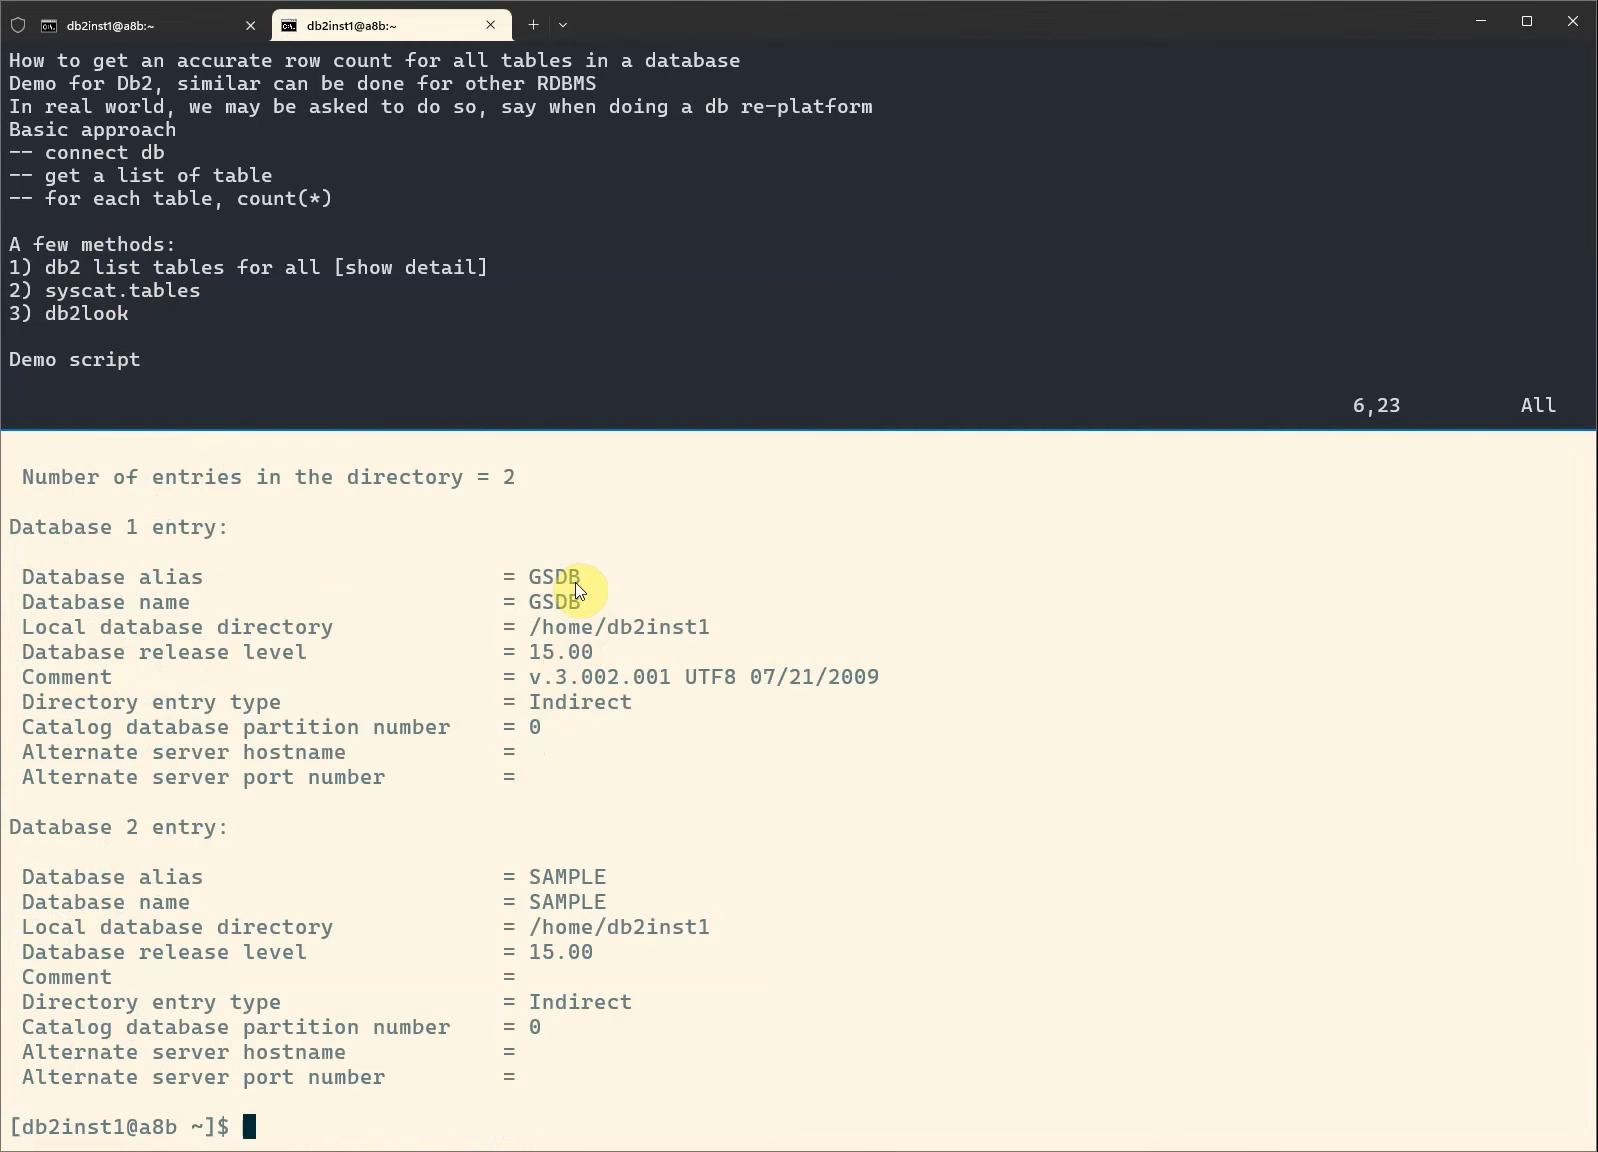 db2inst1@a8b:~
db2inst1@a8b:~
How to get an accurate row count for all tables in a database
Demo for Db2, similar can be done for other RDBMS
In real world, we may be asked to do so, say when doing a db re-platform
Basic approach
-- connect db
-- get a list of table
-- for each table, count(*)
A few methods:
1) db2 list tables for all [show detail]
2) syscat.tables
3) db2look
Demo script
6,23 All
Number of entries in the directory = 2
Database 1 entry:
Database alias = GSDB
Database name = GSDB
Local database directory = /home/db2inst1
Database release level = 15.00
Comment = v.3.002.001 UTF8 07/21/2009
Directory entry type = Indirect
Catalog database partition number = 0
Alternate server hostname =
Alternate server port number =
Database 2 entry:
Database alias = SAMPLE
Database name = SAMPLE
Local database directory = /home/db2inst1
Database release level = 15.00
Comment =
Directory entry type = Indirect
Catalog database partition number = 0
Alternate server hostname =
Alternate server port number =
[db2inst1@a8b ~]$